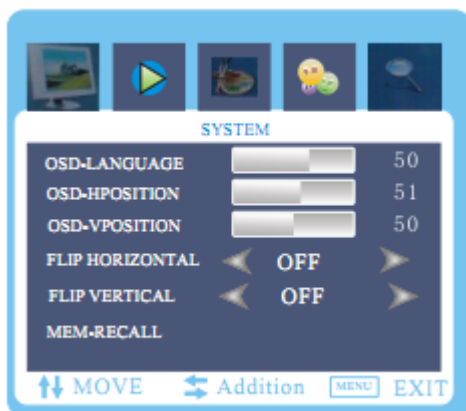 SYSTEM
OSD-LANGUAGE 50
OSD-HPOSITION 51
OSD-VPOSITION 50
FLIP HORIZONTAL OFF
FLIP VERTICAL OFF
MEM-RECALL
MOVE Addition MENU EXIT